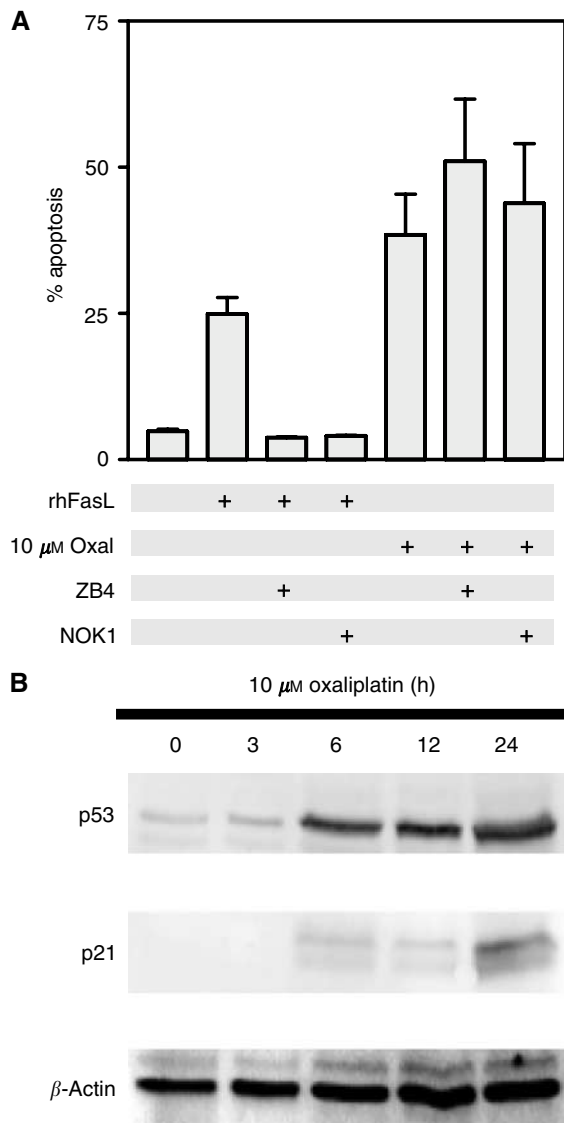 A
75
50
25
0
% apoptosis
rhFasL + + +
10 μM Oxal + + +
ZB4 + +
NOK1 + +
B
10 μM oxaliplatin (h)
0 3 6 12 24
p53
p21
β-Actin